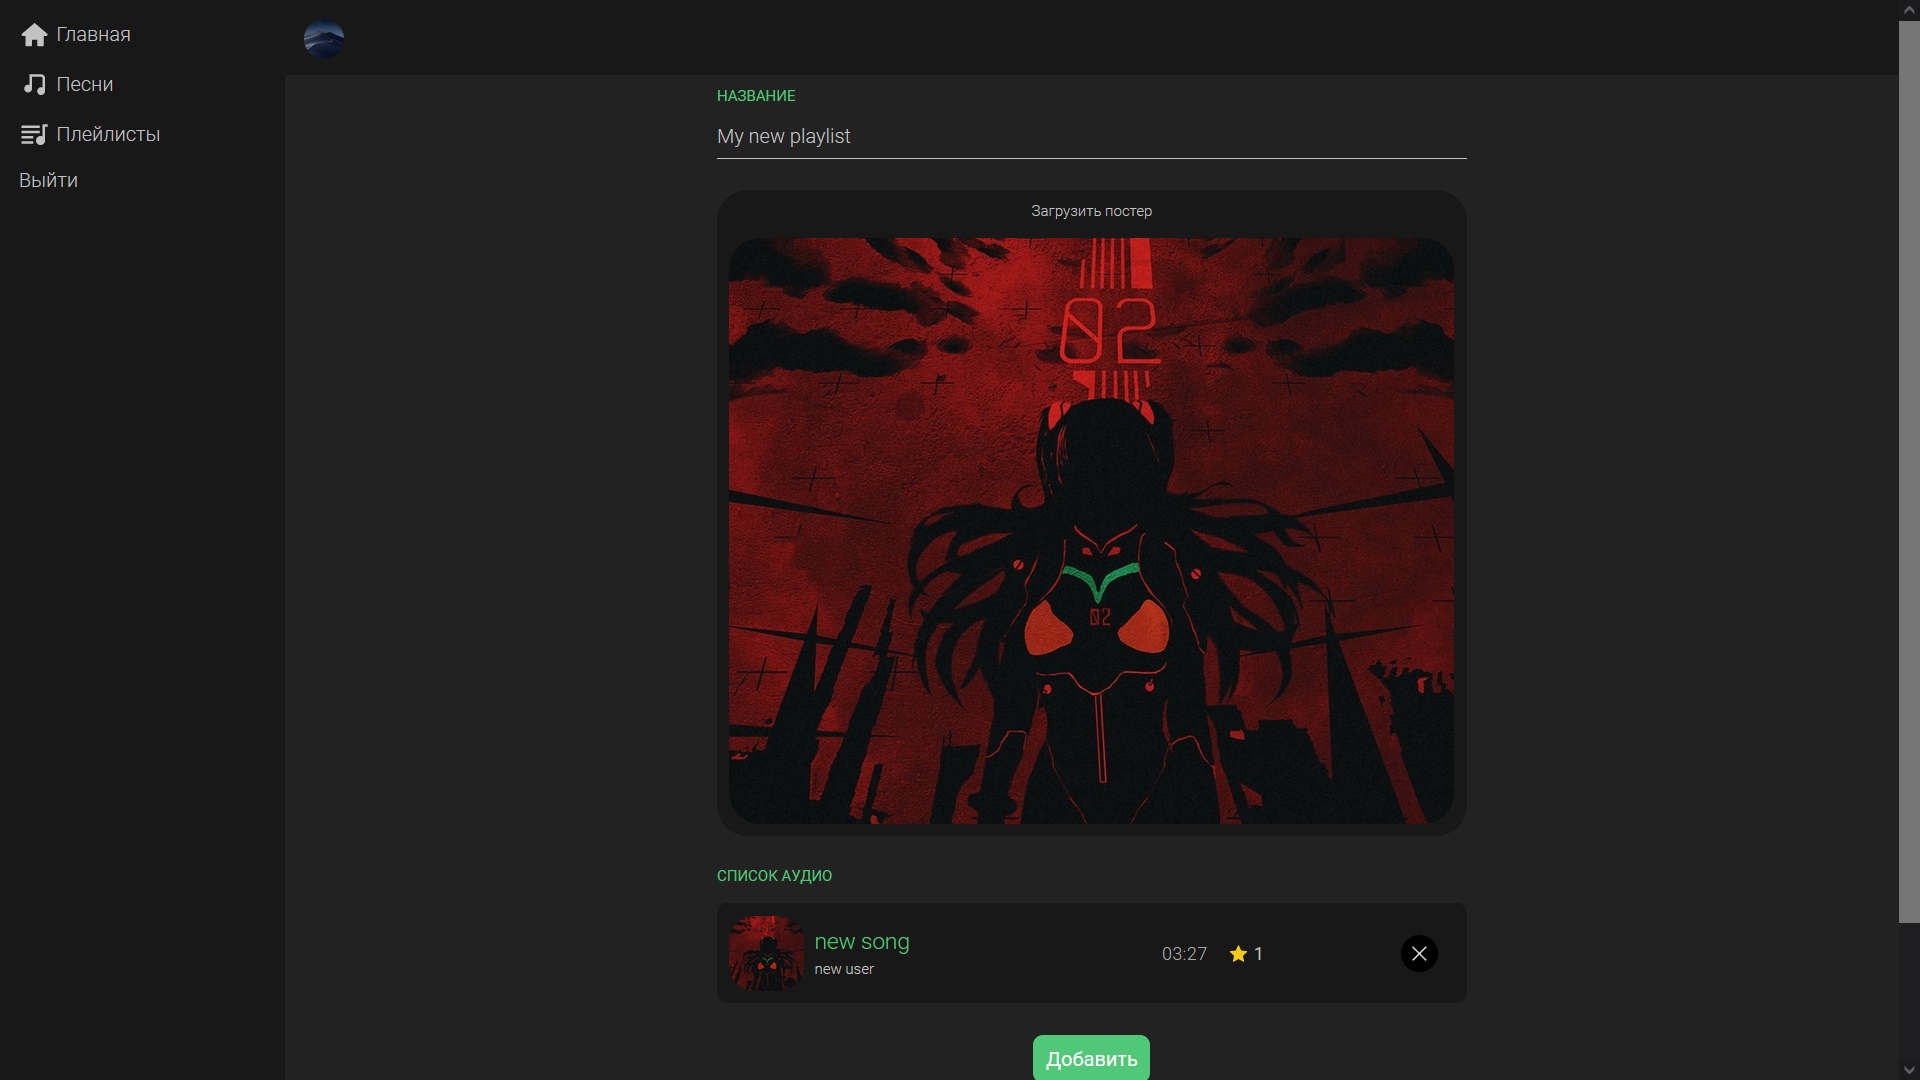 Главная
Песни
Плейлисты
Выйти
НАЗВАНИЕ
My new playlist
Загрузить постер
02
02
СПИСОК АУДИО
new song
new user
03:27
1
Добавить